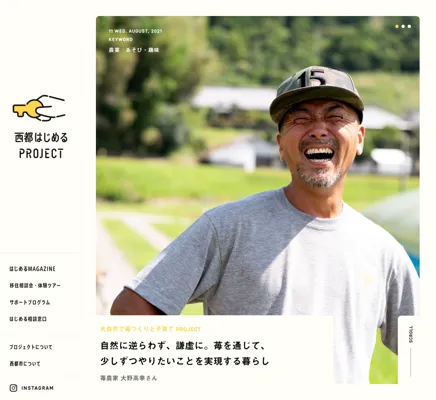 西都はじめる
PROJECT
はじめるMAGAZINE
移住相談会・体験ツアー
サポートプログラム
はじめる相談窓口
プロジェクトについて
西都市について
INSTAGRAM
11 WED. AUGUST, 2021
KEYWORD
農業 あそび・趣味
大自然で場づくりと子育て PROJECT
自然に逆らわず、謙虚に。苺を通じて、
少しずつやりたいことを実現する暮らし
苺農家 大野高幸さん
SCROLL